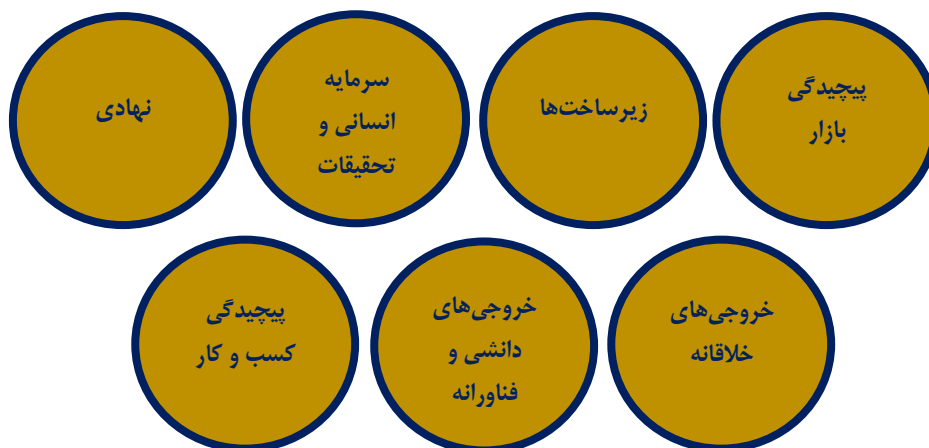 نهادی
سرمایه
انسانی و
تحقیقات
زیرساخت‌ها
پیچیدگی
بازار
پیچیدگی
کسب و کار
خروجی‌های
دانشی و
فناورانه
خروجی‌های
خلاقانه